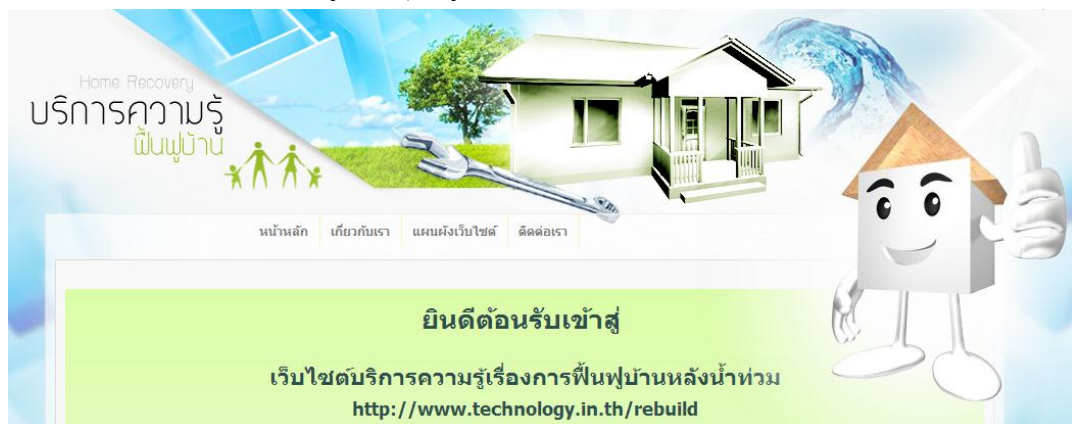 Home Recovery
บริการความรู้
ฟื้นฟูบ้าน
หน้าหลัก เกี่ยวกับเรา แผนผังเว็บไซต์ ติดต่อเรา
ยินดีต้อนรับเข้าสู่
เว็บไซต์บริการความรู้เรื่องการฟื้นฟูบ้านหลังน้ำท่วม
http://www.technology.in.th/rebuild